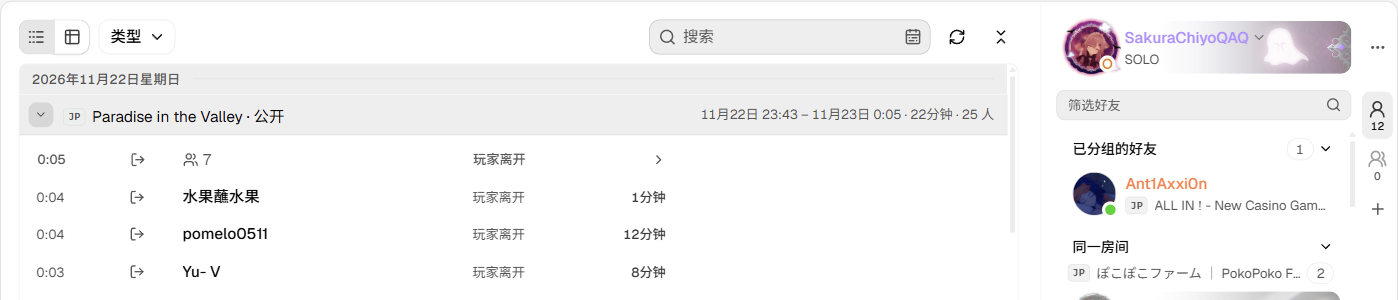 类型
搜索
2026年11月22日星期日
JP Paradise in the Valley · 公开 11月22日 23:43 – 11月23日 0:05 · 22分钟 · 25 人
0:05 7 玩家离开
0:04 水果蘸水果 玩家离开 1分钟
0:04 pomelo0511 玩家离开 12分钟
0:03 Yu- V 玩家离开 8分钟
SakuraChiyoQAQ
SOLO
筛选好友
已分组的好友 1
Ant1Axxi0n
JP ALL IN ! - New Casino Gam...
同一房间
JP ぽこぽこファーム | PokoPoko F... 2
12
0